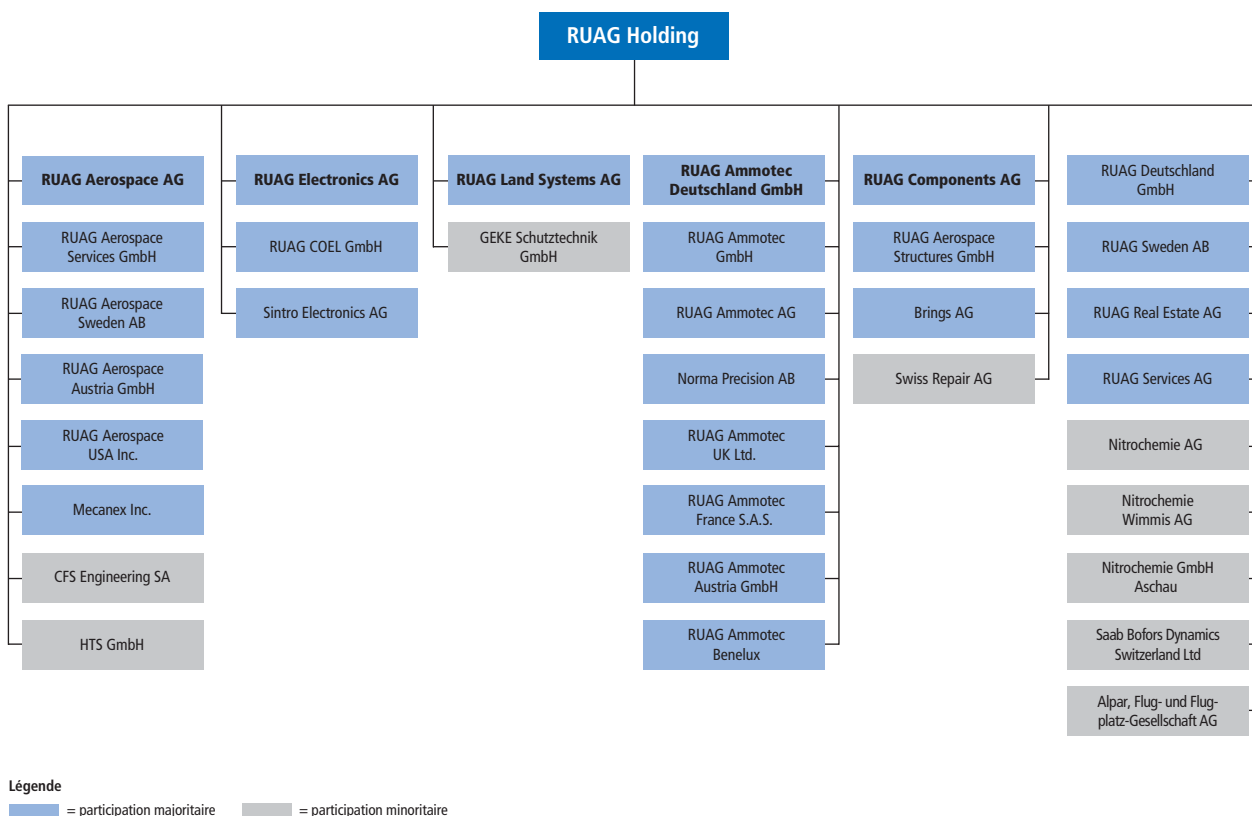 RUAG Holding
RUAG Aerospace AG
RUAG Aerospace
Services GmbH
RUAG Aerospace
Sweden AB
RUAG Aerospace
Austria GmbH
RUAG Aerospace
USA Inc.
Mecanex Inc.
CFS Engineering SA
HTS GmbH
RUAG Electronics AG
RUAG COEL GmbH
Sintro Electronics AG
RUAG Land Systems AG
GEKE Schutztechnik
GmbH
RUAG Ammotec
Deutschland GmbH
RUAG Ammotec
GmbH
RUAG Ammotec AG
Norma Precision AB
RUAG Ammotec
UK Ltd.
RUAG Ammotec
France S.A.S.
RUAG Ammotec
Austria GmbH
RUAG Ammotec
Benelux
RUAG Components AG
RUAG Aerospace
Structures GmbH
Brings AG
Swiss Repair AG
RUAG Deutschland
GmbH
RUAG Sweden AB
RUAG Real Estate AG
RUAG Services AG
Nitrochemie AG
Nitrochemie
Wimmis AG
Nitrochemie GmbH
Aschau
Saab Bofors Dynamics
Switzerland Ltd
Alpar, Flug- und Flug-
platz-Gesellschaft AG
Légende
= participation majoritaire
= participation minoritaire